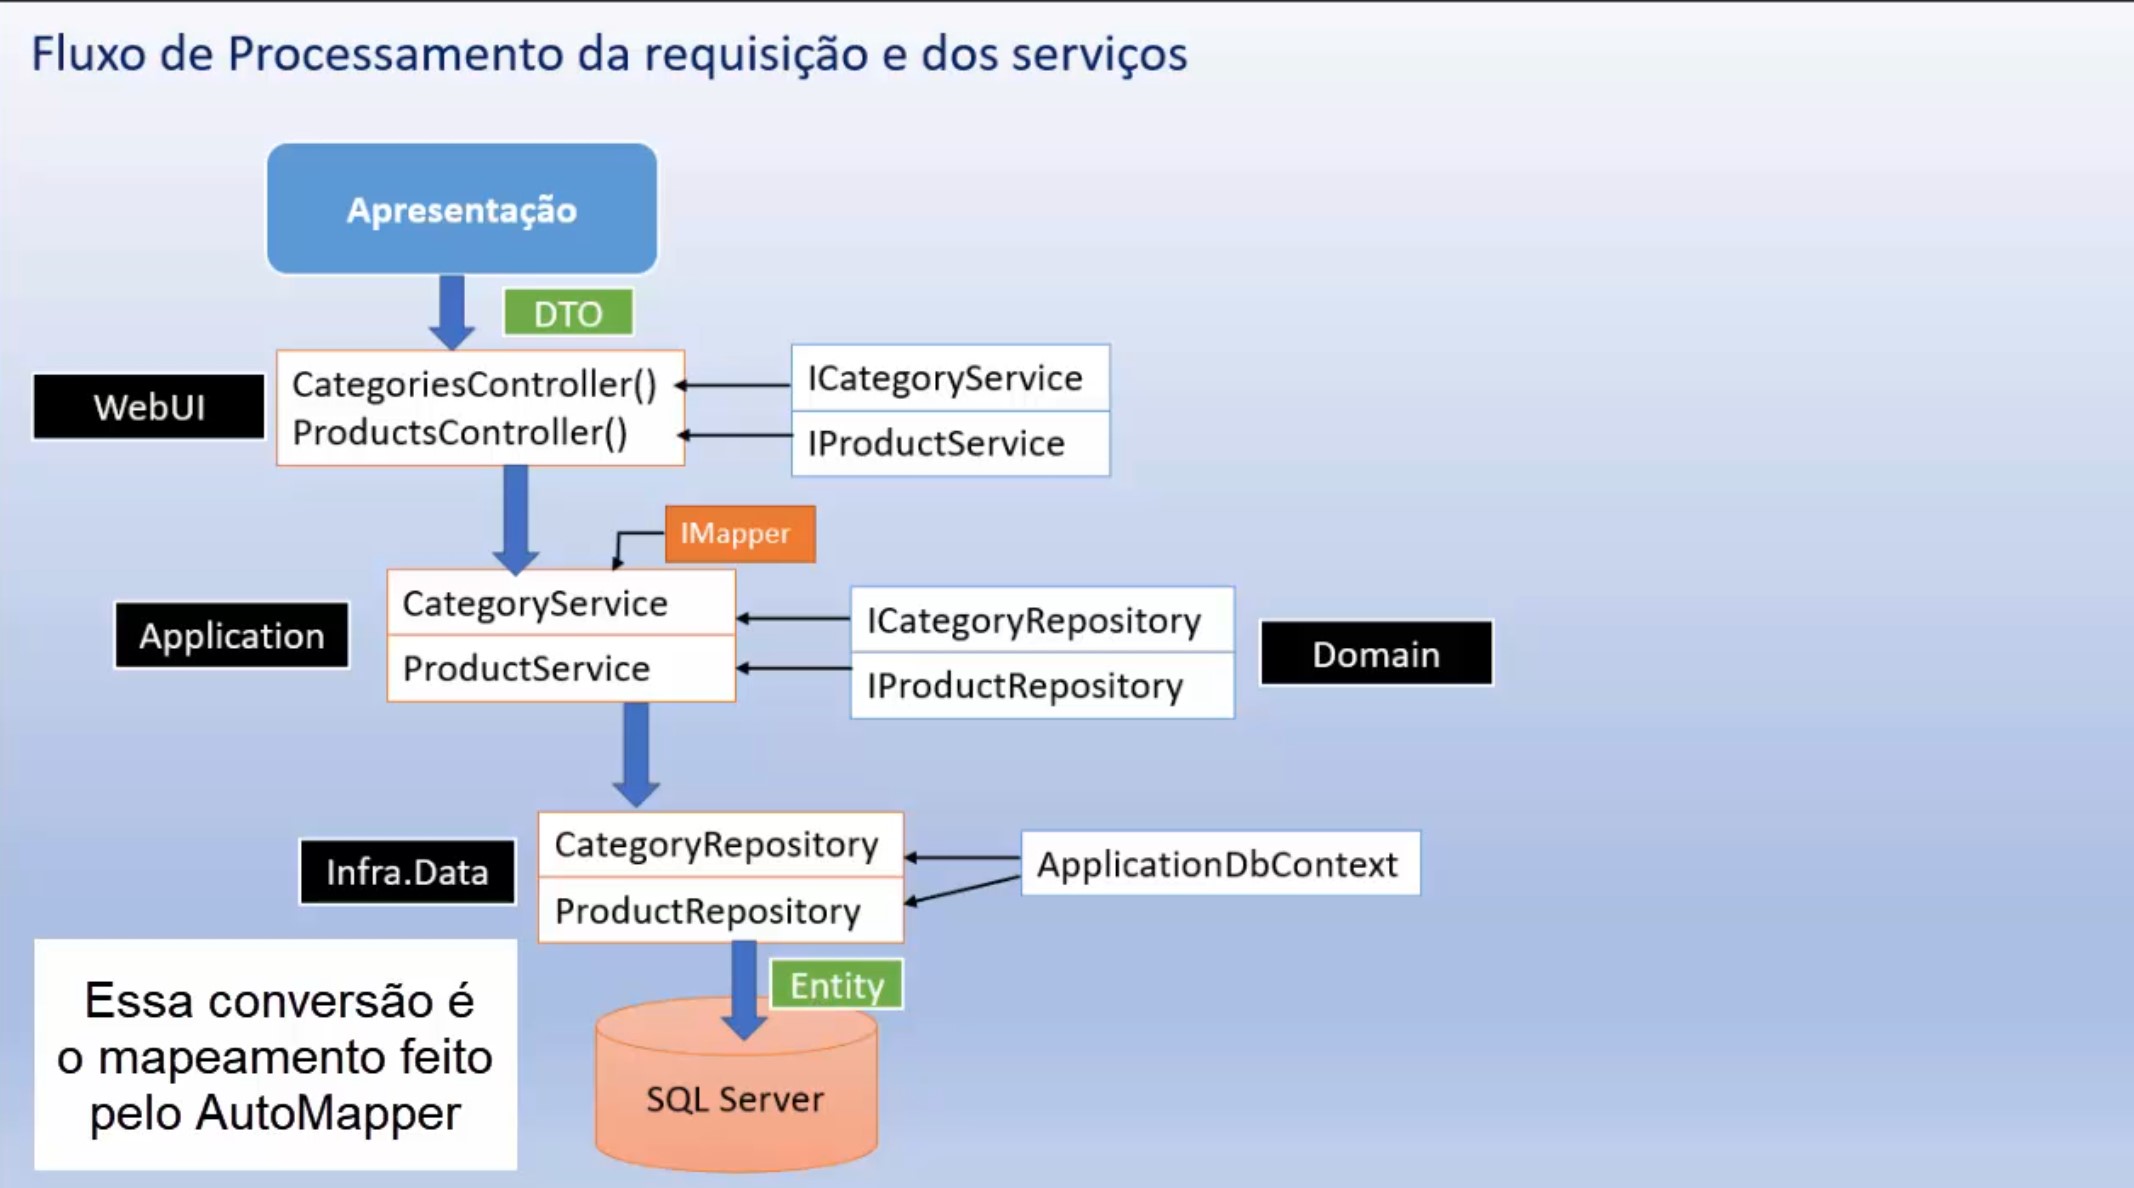 Fluxo de Processamento da requisição e dos serviços
Apresentação
DTO
WebUI
CategoriesController()
ProductsController()
ICategoryService
IProductService
IMapper
Application
CategoryService
ProductService
ICategoryRepository
IProductRepository
Domain
Infra.Data
CategoryRepository
ProductRepository
ApplicationDbContext
Entity
SQL Server
Essa conversão é
o mapeamento feito
pelo AutoMapper